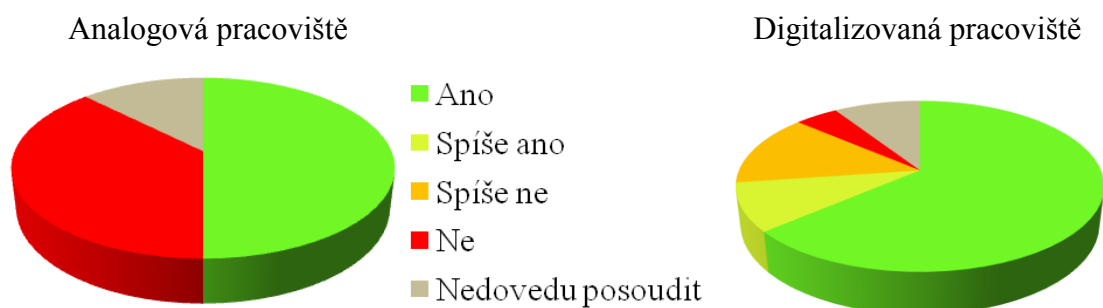 Analogová pracoviště
Digitalizovaná pracoviště
Ano
Spíše ano
Spíše ne
Ne
Nedovedu posoudit